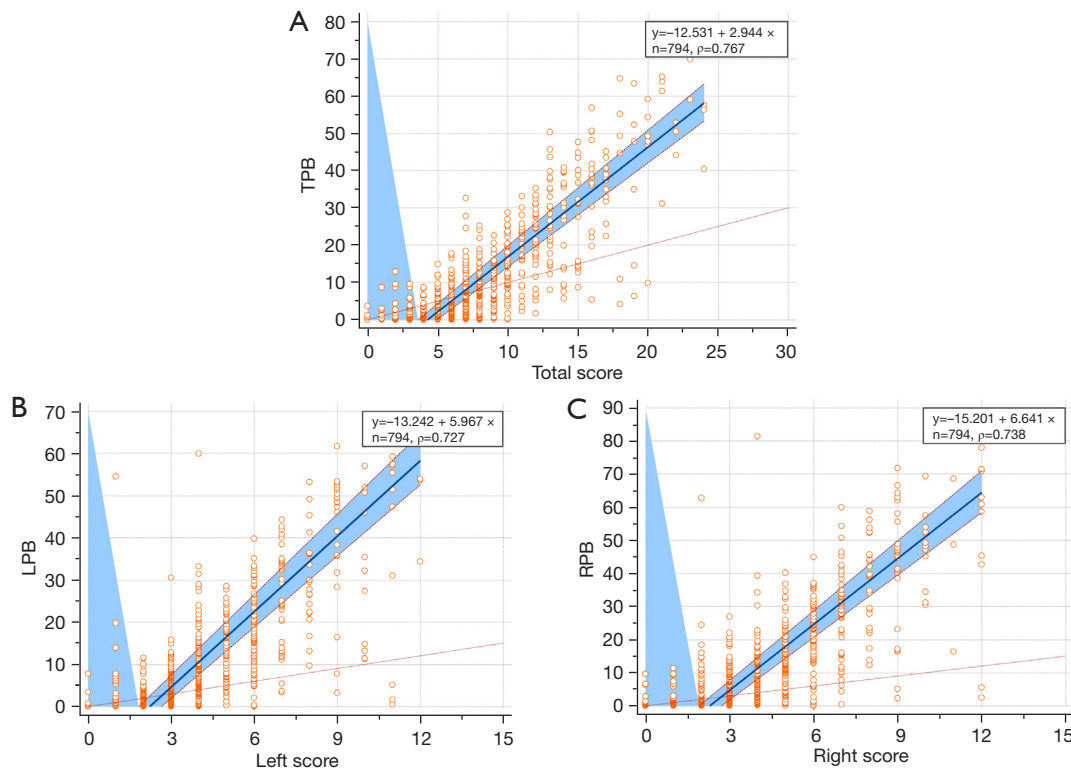 A
80
70
60
50
40
30
20
10
0
TPB
y=−12.531 + 2.944 ×
n=794, ρ=0.767
0 5 10 15 20 25 30
Total score
B
70
60
50
40
30
20
10
0
LPB
y=−13.242 + 5.967 ×
n=794, ρ=0.727
0 3 6 9 12 15
Left score
C
90
80
70
60
50
40
30
20
10
0
RPB
y=−15.201 + 6.641 ×
n=794, ρ=0.738
0 3 6 9 12 15
Right score